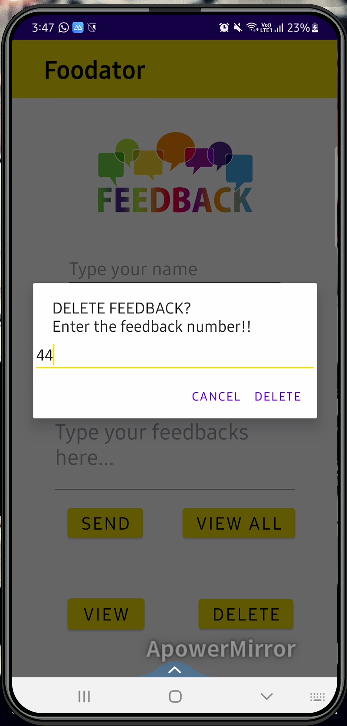 3:47 23%
Foodator
FEEDBACK
Type your name
DELETE FEEDBACK?
Enter the feedback number!!
44
CANCEL DELETE
Type your feedbacks
here...
SEND VIEW ALL
VIEW DELETE
ApowerMirror